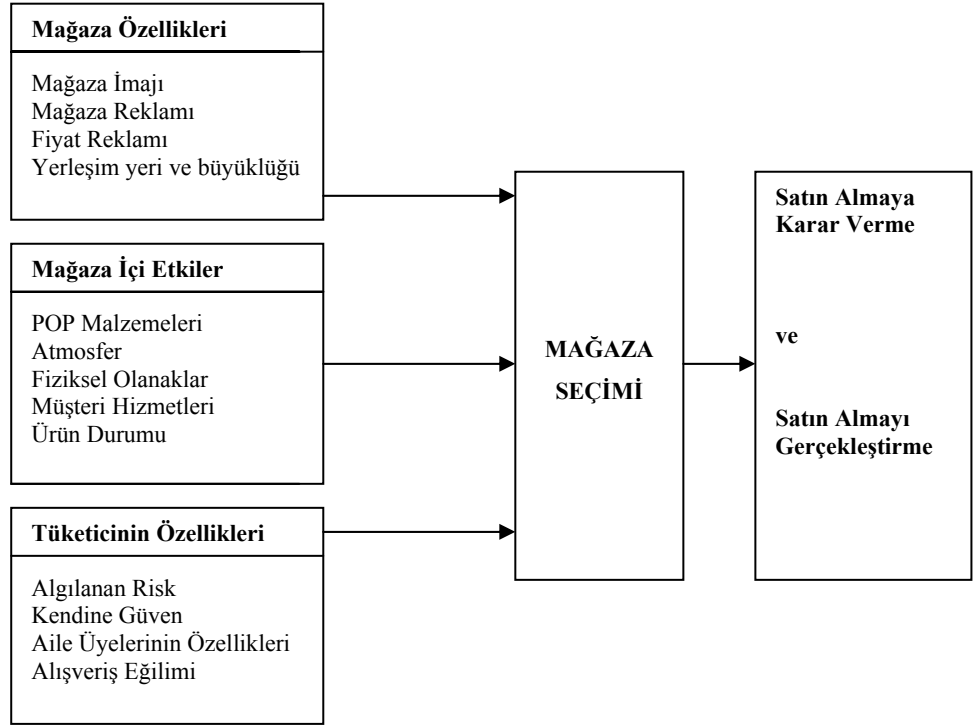 Mağaza Özellikleri
Mağaza İmajı
Mağaza Reklamı
Fiyat Reklamı
Yerleşim yeri ve büyüklüğü
Mağaza İçi Etkiler
POP Malzemeleri
Atmosfer
Fiziksel Olanaklar
Müşteri Hizmetleri
Ürün Durumu
Tüketicinin Özellikleri
Algılanan Risk
Kendine Güven
Aile Üyelerinin Özellikleri
Alışveriş Eğilimi
MAĞAZA
SEÇİMİ
Satın Almaya
Karar Verme
ve
Satın Almayı
Gerçekleştirme